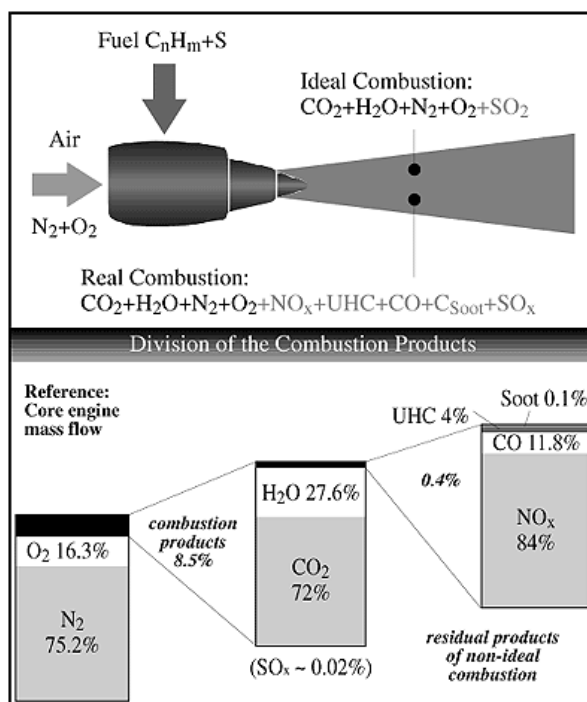 Fuel CₙHₘ+S
Ideal Combustion:
CO₂+H₂O+N₂+O₂+SO₂
Air
N₂+O₂
Real Combustion:
CO₂+H₂O+N₂+O₂+NOₓ+UHC+CO+C_Soot+SOₓ
Division of the Combustion Products
Reference:
Core engine
mass flow
O₂ 16.3%
N₂
75.2%
combustion
products
8.5%
H₂O 27.6%
CO₂
72%
(SOₓ ~ 0.02%)
0.4%
Soot 0.1%
UHC 4%
CO 11.8%
NOₓ
84%
residual products
of non-ideal
combustion